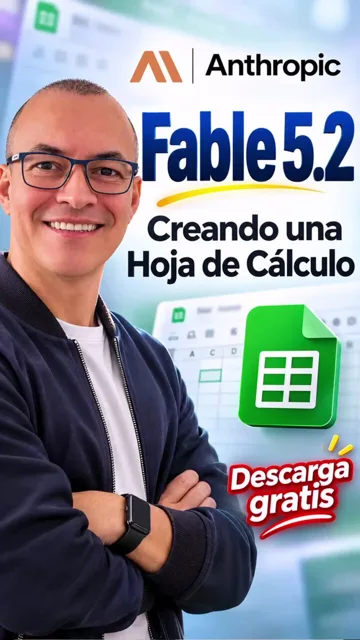 Anthropic
Fable 5.2
Creando una
Hoja de Cálculo
A C D
Descarga
gratis